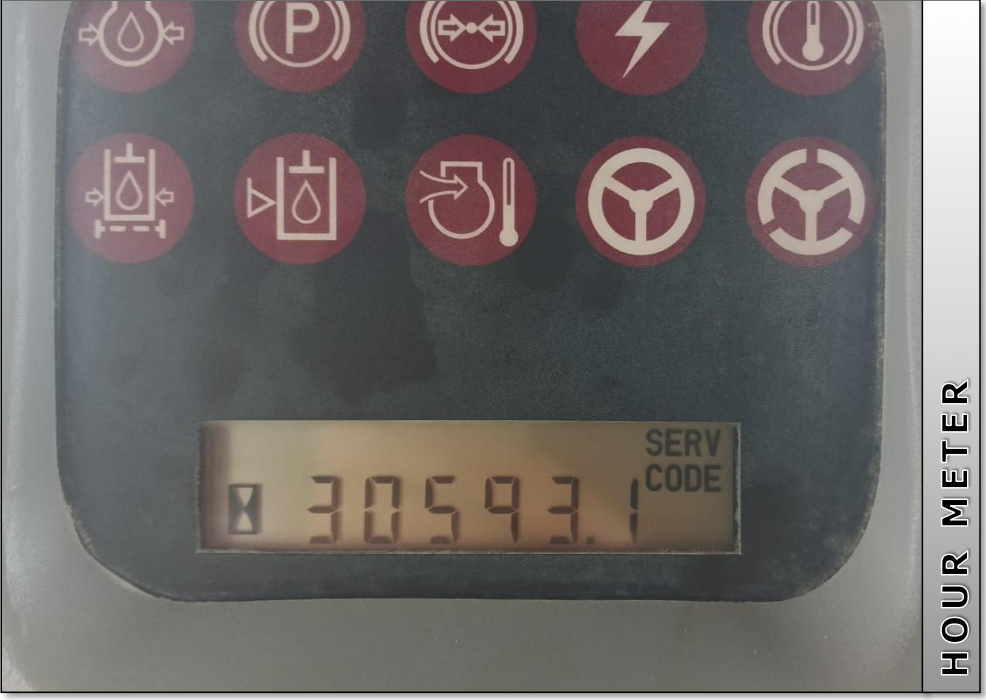 P
SERV
CODE
30593.1
HOUR METER